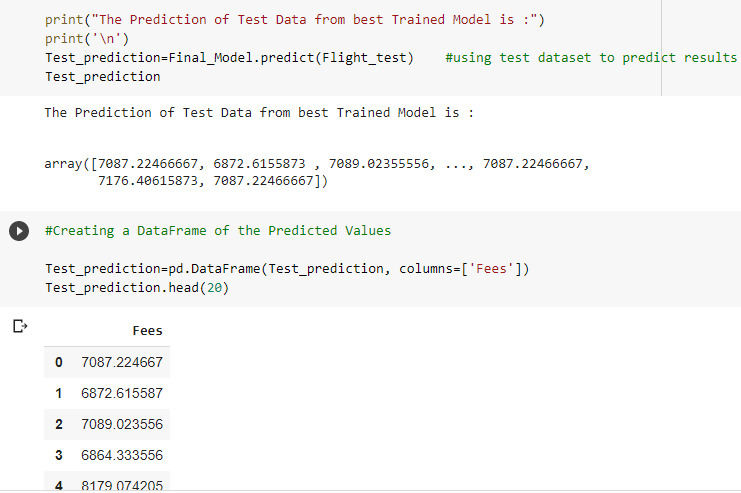 print("The Prediction of Test Data from best Trained Model is :")
print('\n')
Test_prediction=Final_Model.predict(Flight_test)    #using test dataset to predict results
Test_prediction
The Prediction of Test Data from best Trained Model is :
array([7087.22466667, 6872.6155873 , 7089.02355556, ..., 7087.22466667,
       7176.40615873, 7087.22466667])
#Creating a DataFrame of the Predicted Values
Test_prediction=pd.DataFrame(Test_prediction, columns=['Fees'])
Test_prediction.head(20)
Fees
0 7087.224667
1 6872.615587
2 7089.023556
3 6864.333556
4 8179.074205